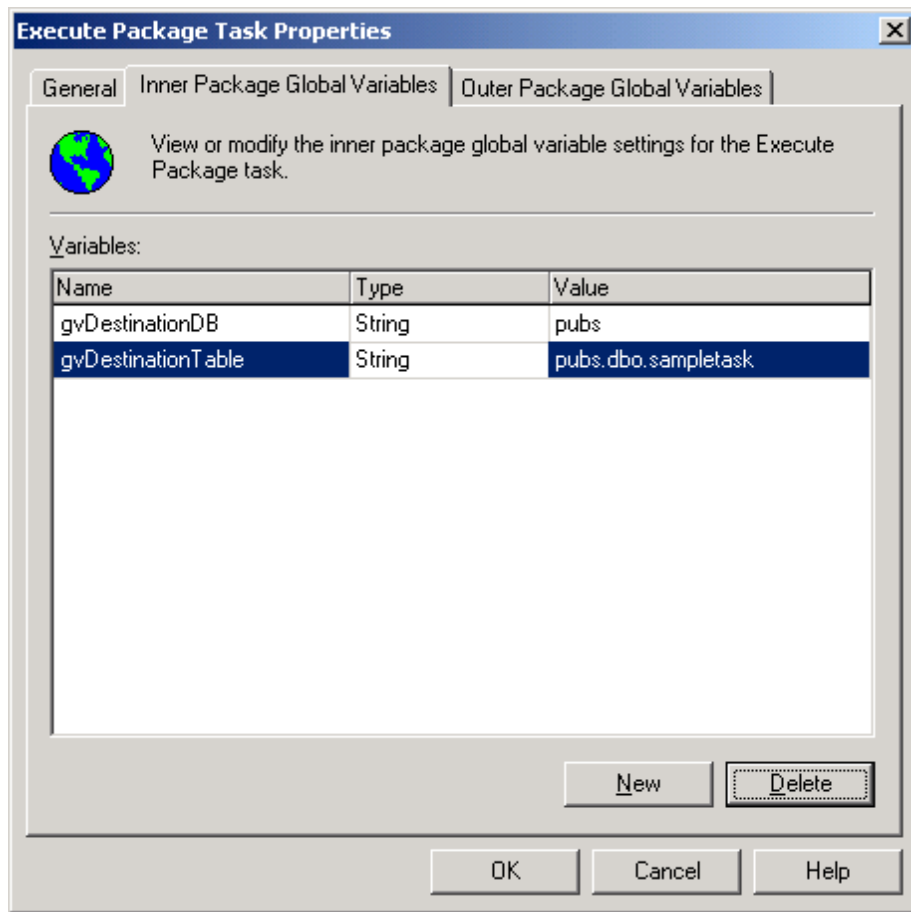 Execute Package Task Properties
General Inner Package Global Variables Outer Package Global Variables
View or modify the inner package global variable settings for the Execute
Package task.
Variables:
Name Type Value
gvDestinationDB String pubs
gvDestinationTable String pubs.dbo.sampletask
New Delete
OK Cancel Help